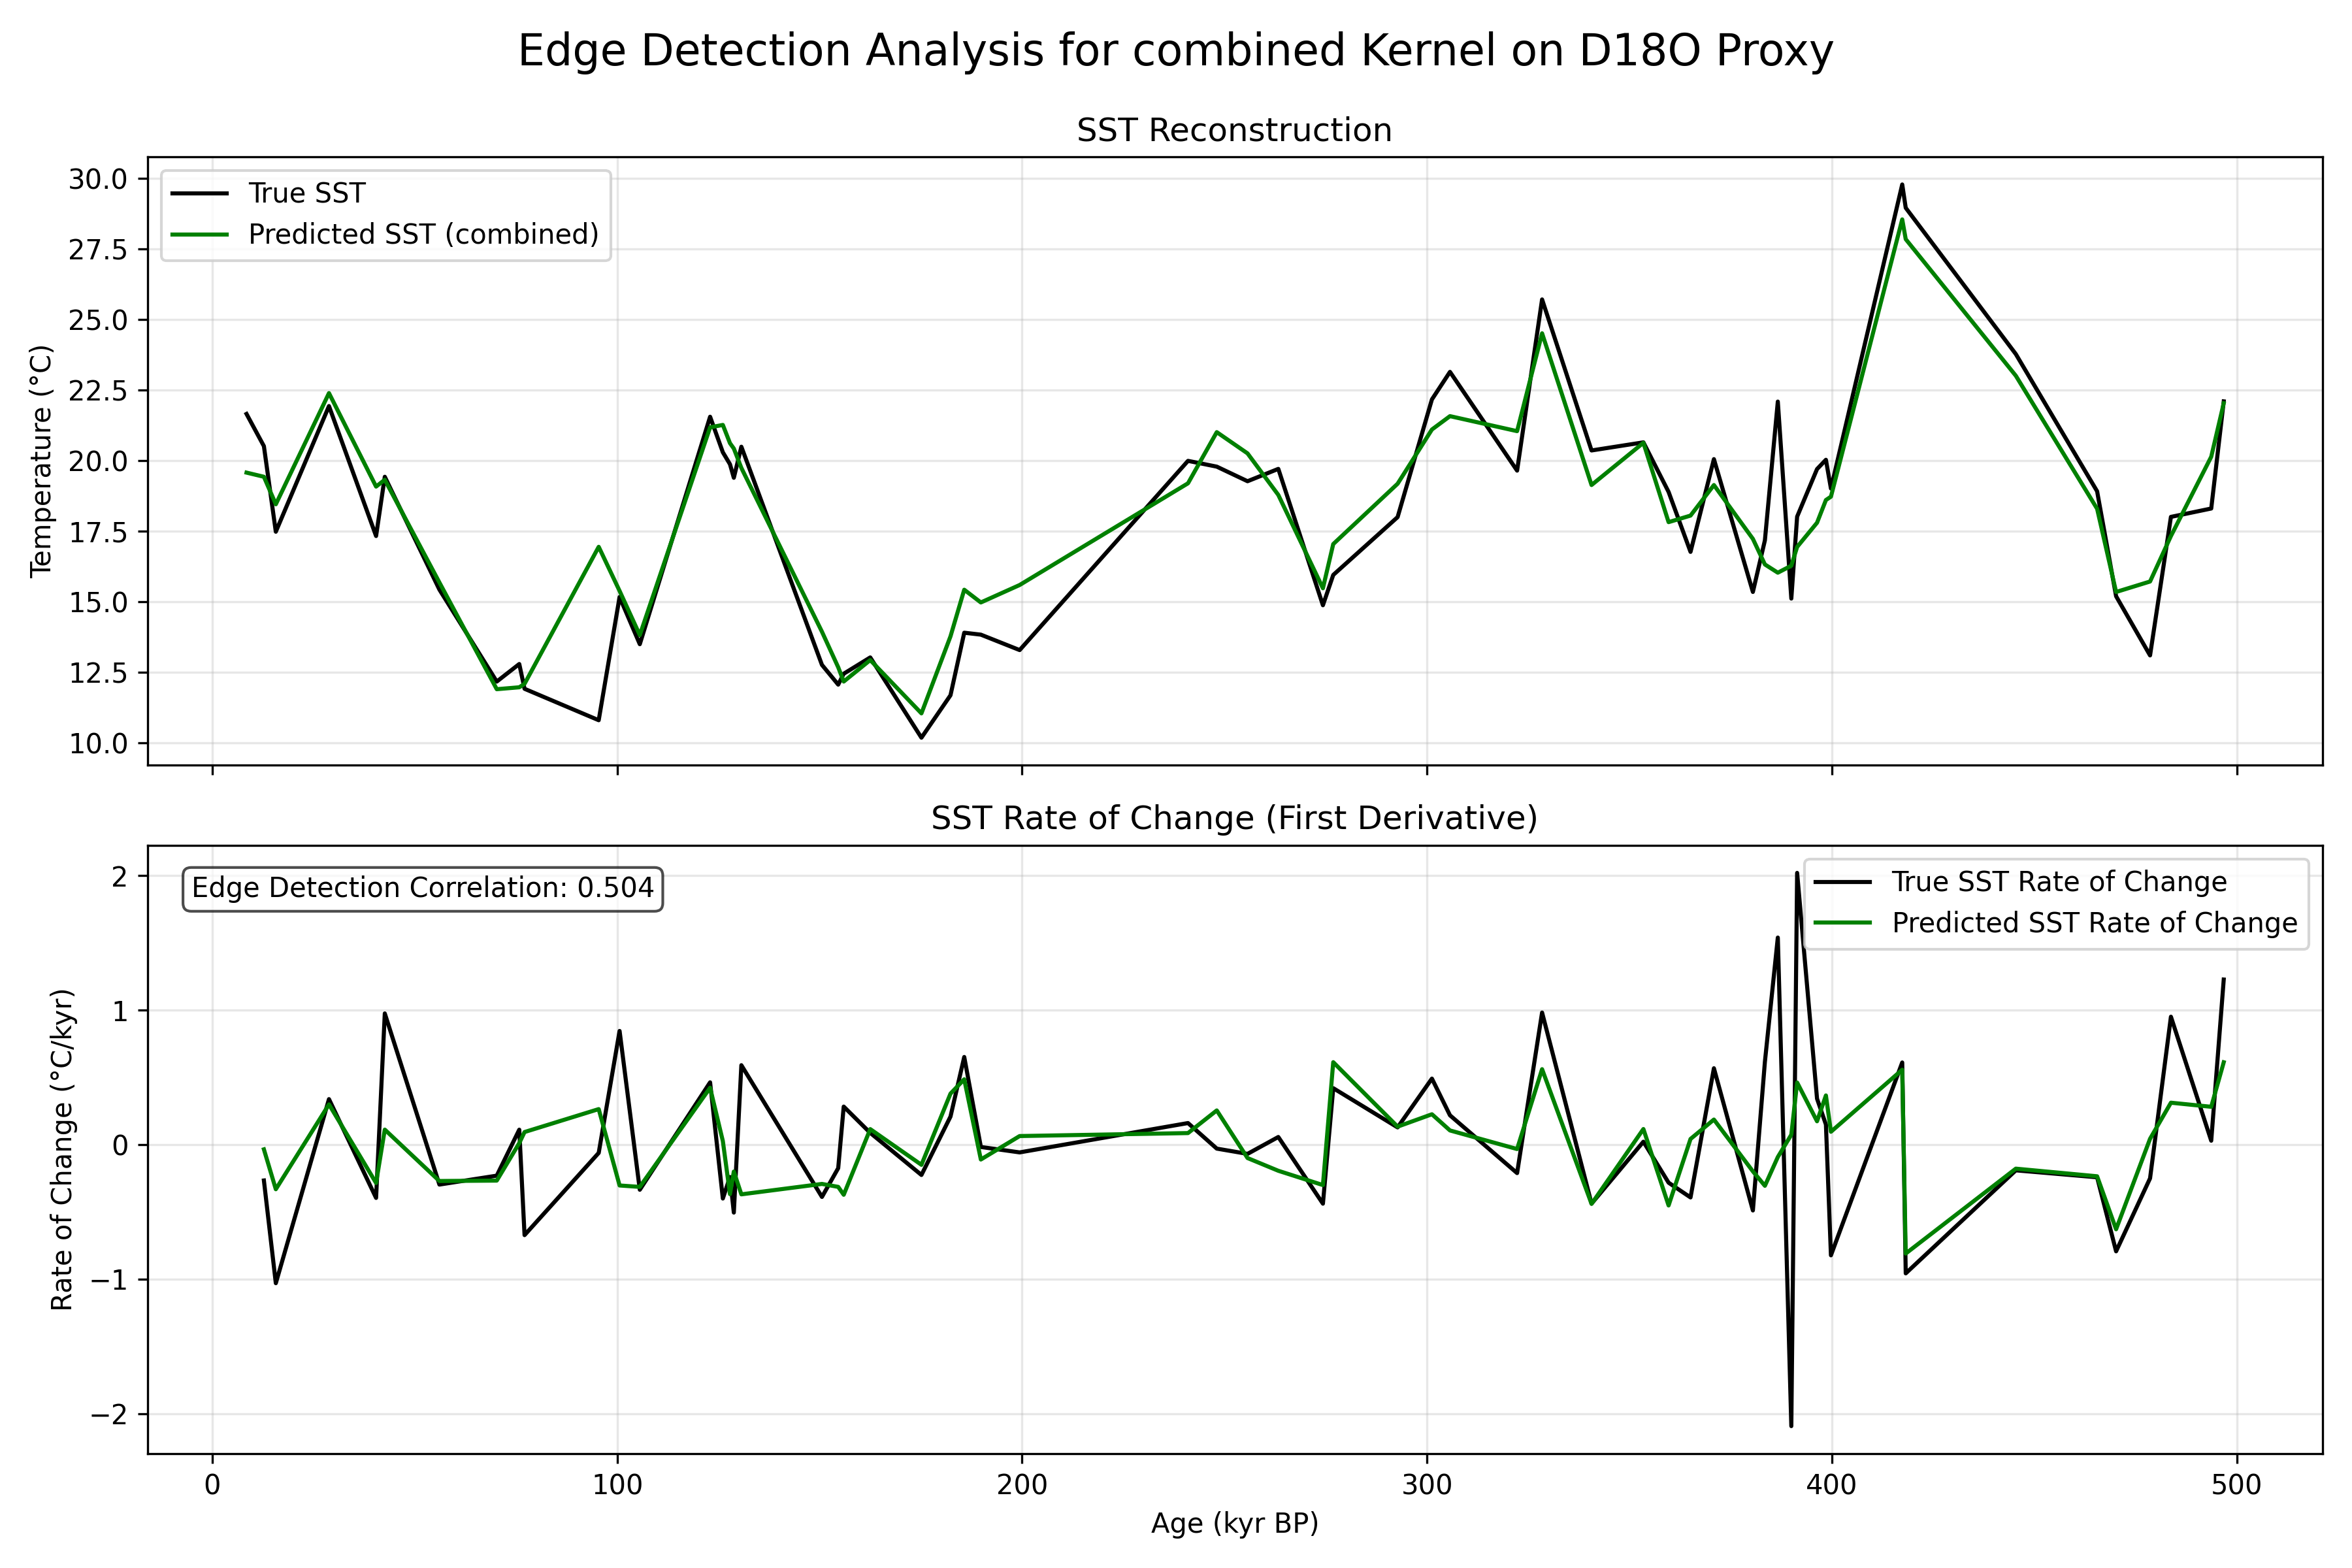 Edge Detection Analysis for combined Kernel on D18O Proxy
SST Reconstruction
Temperature (°C)
30.0
27.5
25.0
22.5
20.0
17.5
15.0
12.5
10.0
True SST
Predicted SST (combined)
SST Rate of Change (First Derivative)
Rate of Change (°C/kyr)
2
1
0
−1
−2
Edge Detection Correlation: 0.504
True SST Rate of Change
Predicted SST Rate of Change
0
100
200
300
400
500
Age (kyr BP)